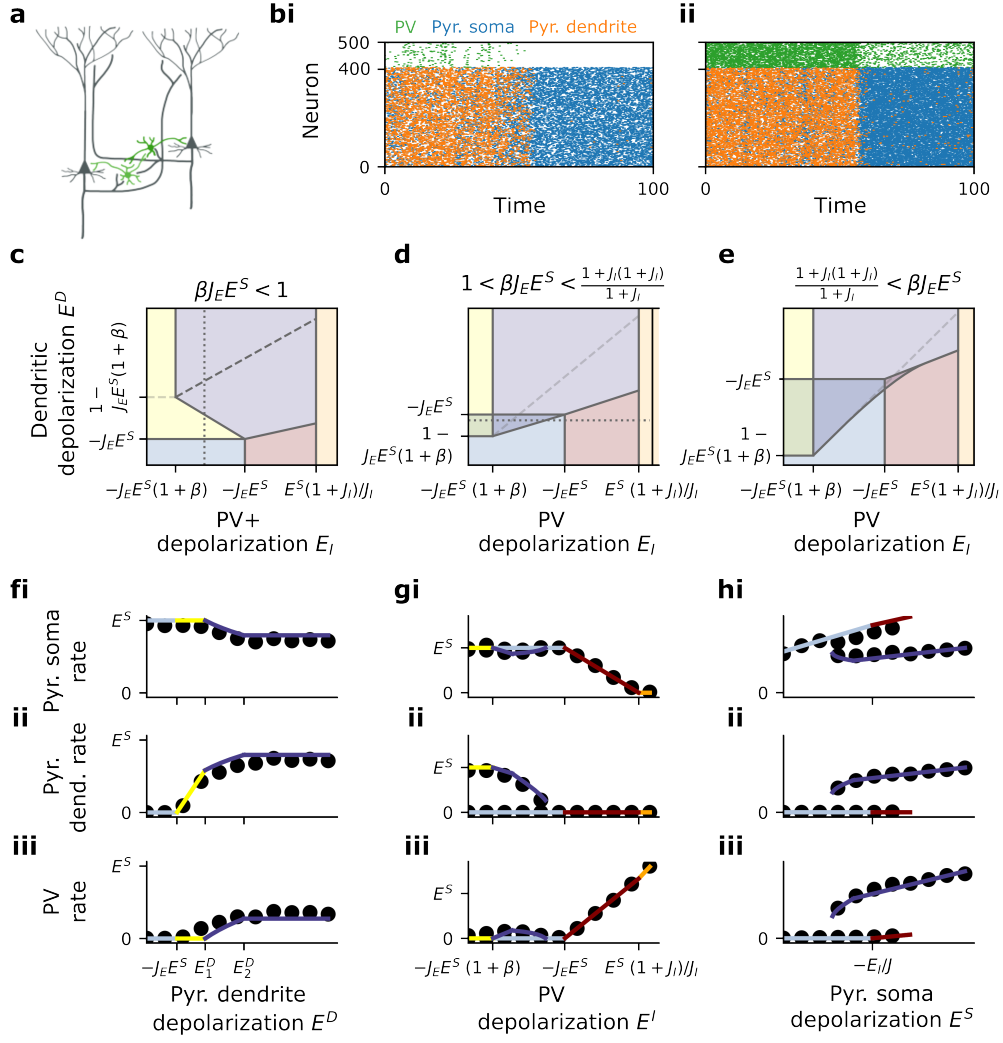 a
bi
ii
PV Pyr. soma Pyr. dendrite
500
400
0
Neuron
0 100
Time
0 100
Time
c
d
e
βJ_E E^S < 1
1 < βJ_E E^S < (1+J_I(1+J_I))/(1+J_I)
(1+J_I(1+J_I))/(1+J_I) < βJ_E E^S
Dendritic
depolarization E^D
1 −
J_E E^S(1 + β)
−J_E E^S
−J_E E^S(1 + β) −J_E E^S E^S(1 + J_I)/J_I
PV+
depolarization E_I
−J_E E^S
1 −
J_E E^S(1 + β)
−J_E E^S (1 + β) −J_E E^S E^S (1 + J_I)/J_I
PV
depolarization E_I
−J_E E^S
1 −
J_E E^S(1 + β)
−J_E E^S(1 + β) −J_E E^S E^S(1 + J_I)/J_I
PV
depolarization E_I
fi
gi
hi
Pyr. soma
rate
E^S
0
E^S
0
0
ii
ii
ii
Pyr.
dend. rate
E^S
0
E^S
0
0
iii
iii
iii
PV
rate
E^S
0
E^S
0
0
−J_E E^S E_1^D E_2^D
Pyr. dendrite
depolarization E^D
−J_E E^S (1 + β) −J_E E^S E^S (1 + J_I)/J_I
PV
depolarization E^I
−E_I/J
Pyr. soma
depolarization E^S